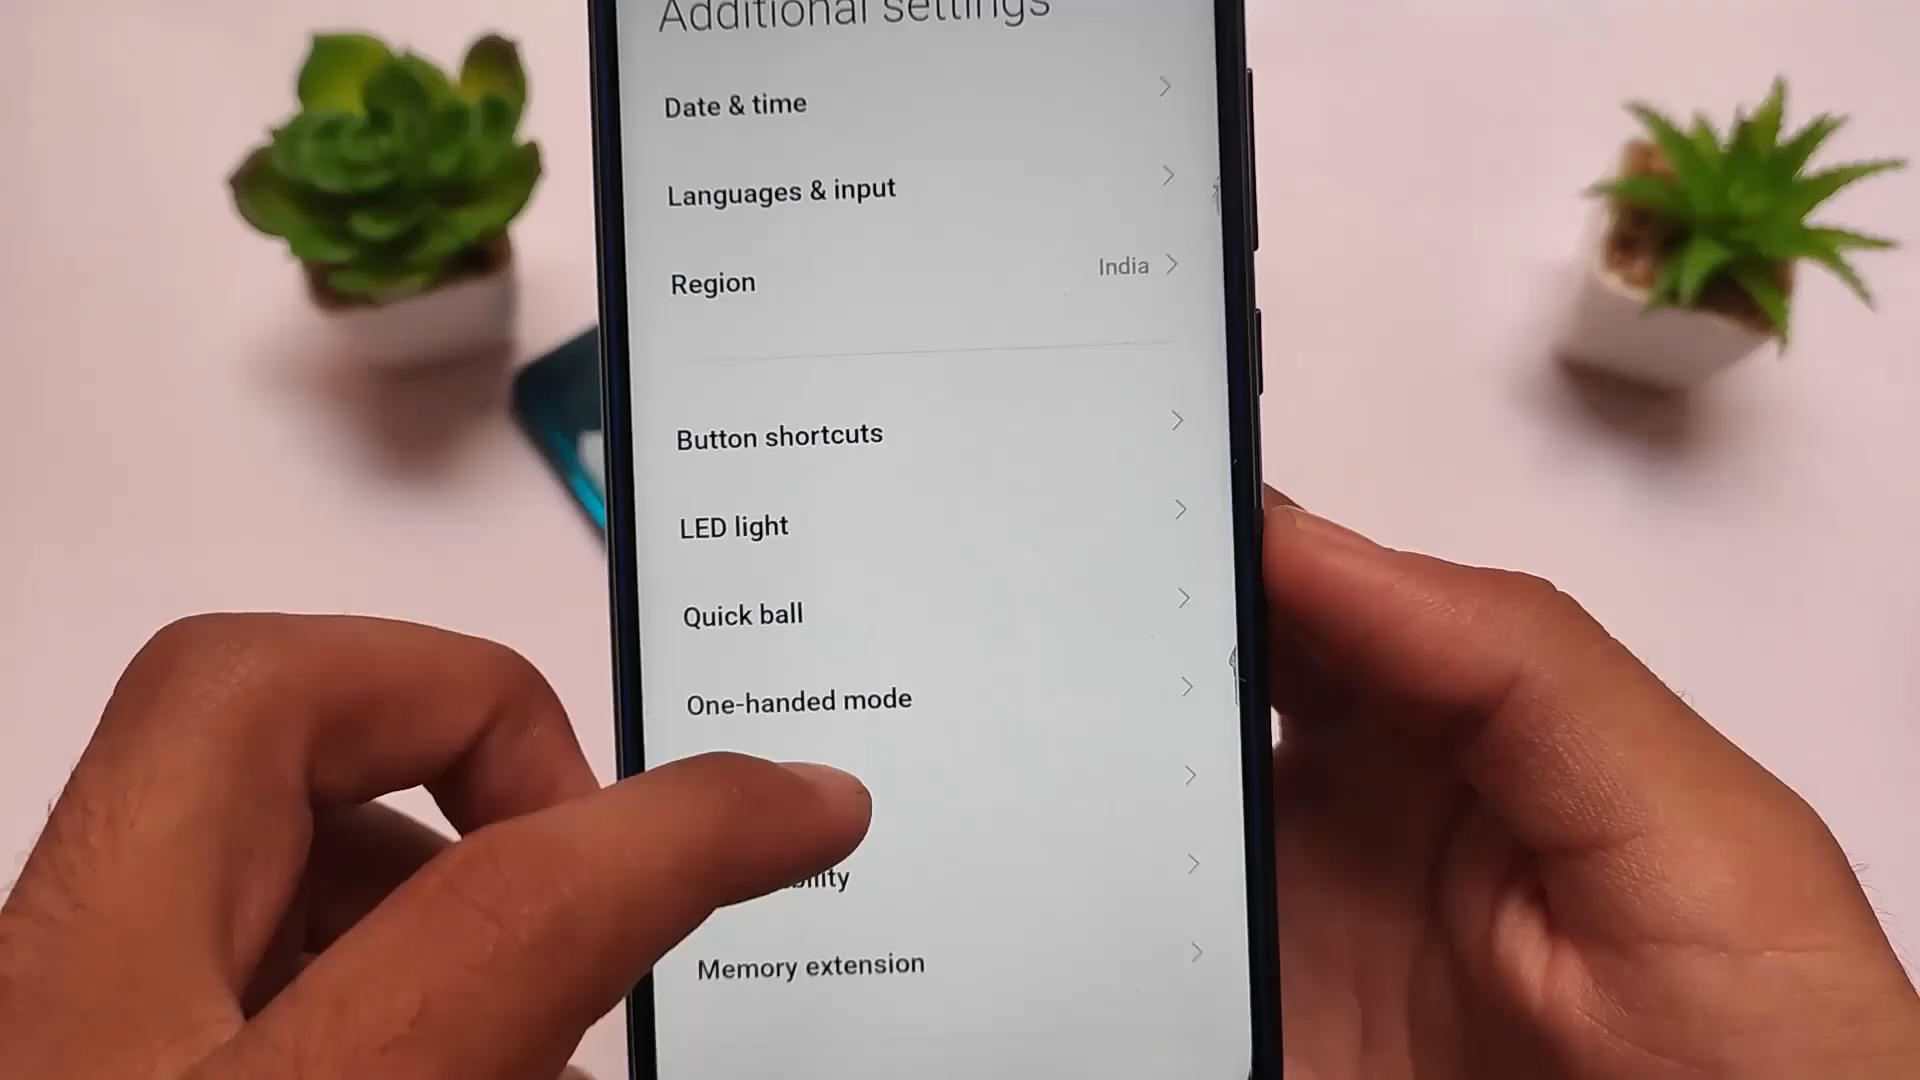 Additional settings
Date & time
Languages & input
Region
India
Button shortcuts
LED light
Quick ball
One-handed mode
Memory extension